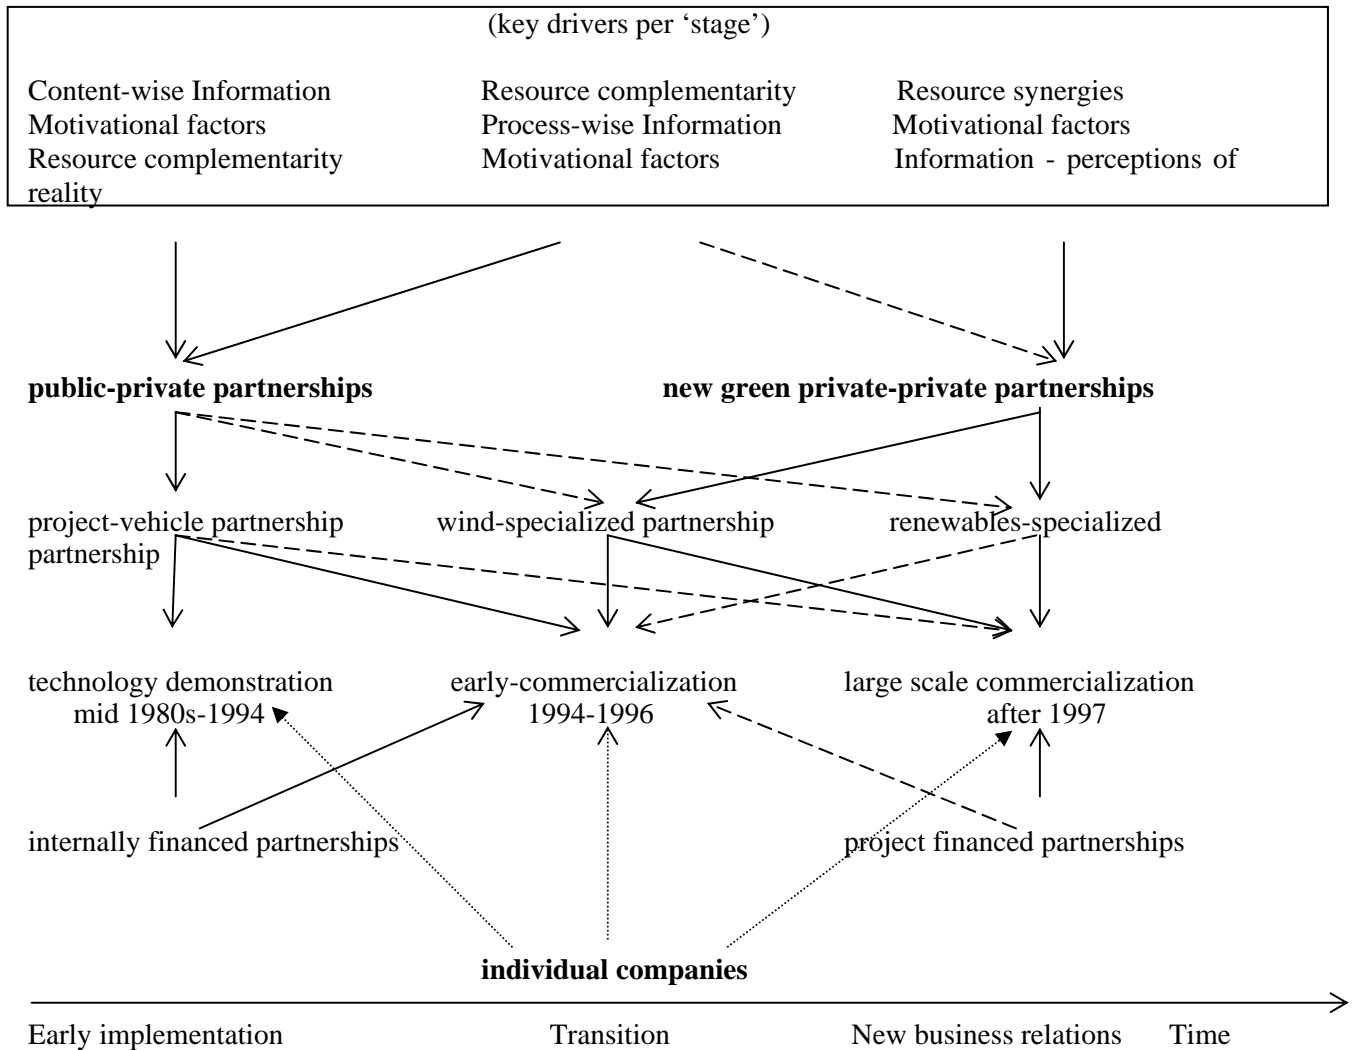 (key drivers per ‘stage’)
Content-wise Information Resource complementarity Resource synergies
Motivational factors Process-wise Information Motivational factors
Resource complementarity Motivational factors Information - perceptions of
reality
public-private partnerships new green private-private partnerships
project-vehicle partnership wind-specialized partnership renewables-specialized
partnership
technology demonstration early-commercialization large scale commercialization
mid 1980s-1994 1994-1996 after 1997
internally financed partnerships project financed partnerships
individual companies
Early implementation Transition New business relations Time